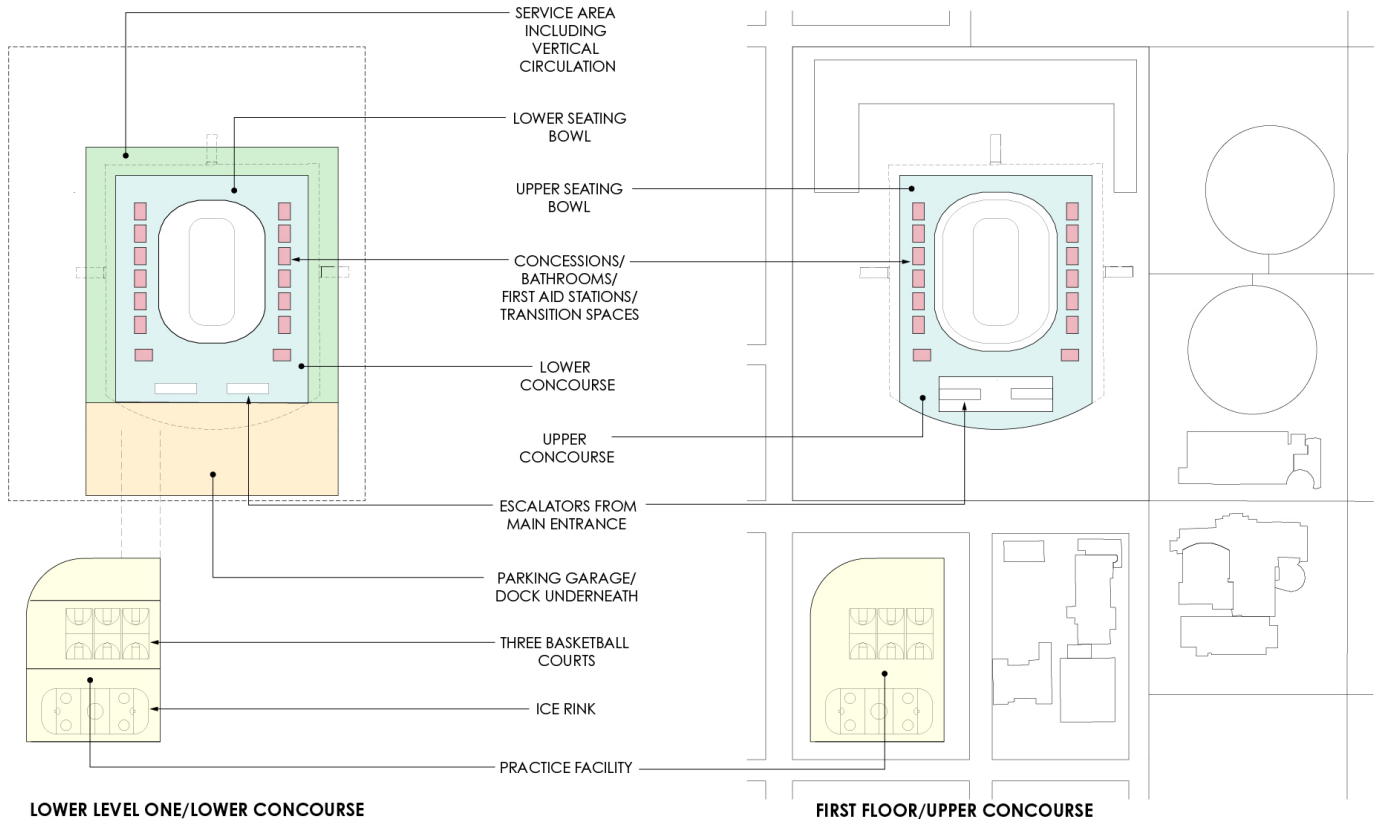 SERVICE AREA
INCLUDING
VERTICAL
CIRCULATION
LOWER SEATING
BOWL
UPPER SEATING
BOWL
CONCESSIONS/
BATHROOMS/
FIRST AID STATIONS/
TRANSITION SPACES
LOWER
CONCOURSE
UPPER
CONCOURSE
ESCALATORS FROM
MAIN ENTRANCE
PARKING GARAGE/
DOCK UNDERNEATH
THREE BASKETBALL
COURTS
ICE RINK
PRACTICE FACILITY
LOWER LEVEL ONE/LOWER CONCOURSE
FIRST FLOOR/UPPER CONCOURSE